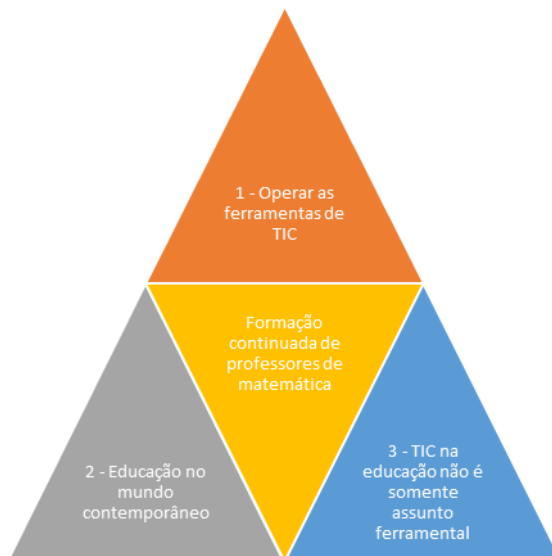 1 - Operar as
ferramentas de
TIC
Formação
continuada de
professores de
matemática
2 - Educação no
mundo
contemporâneo
3 - TIC na
educação não é
somente
assunto
ferramental